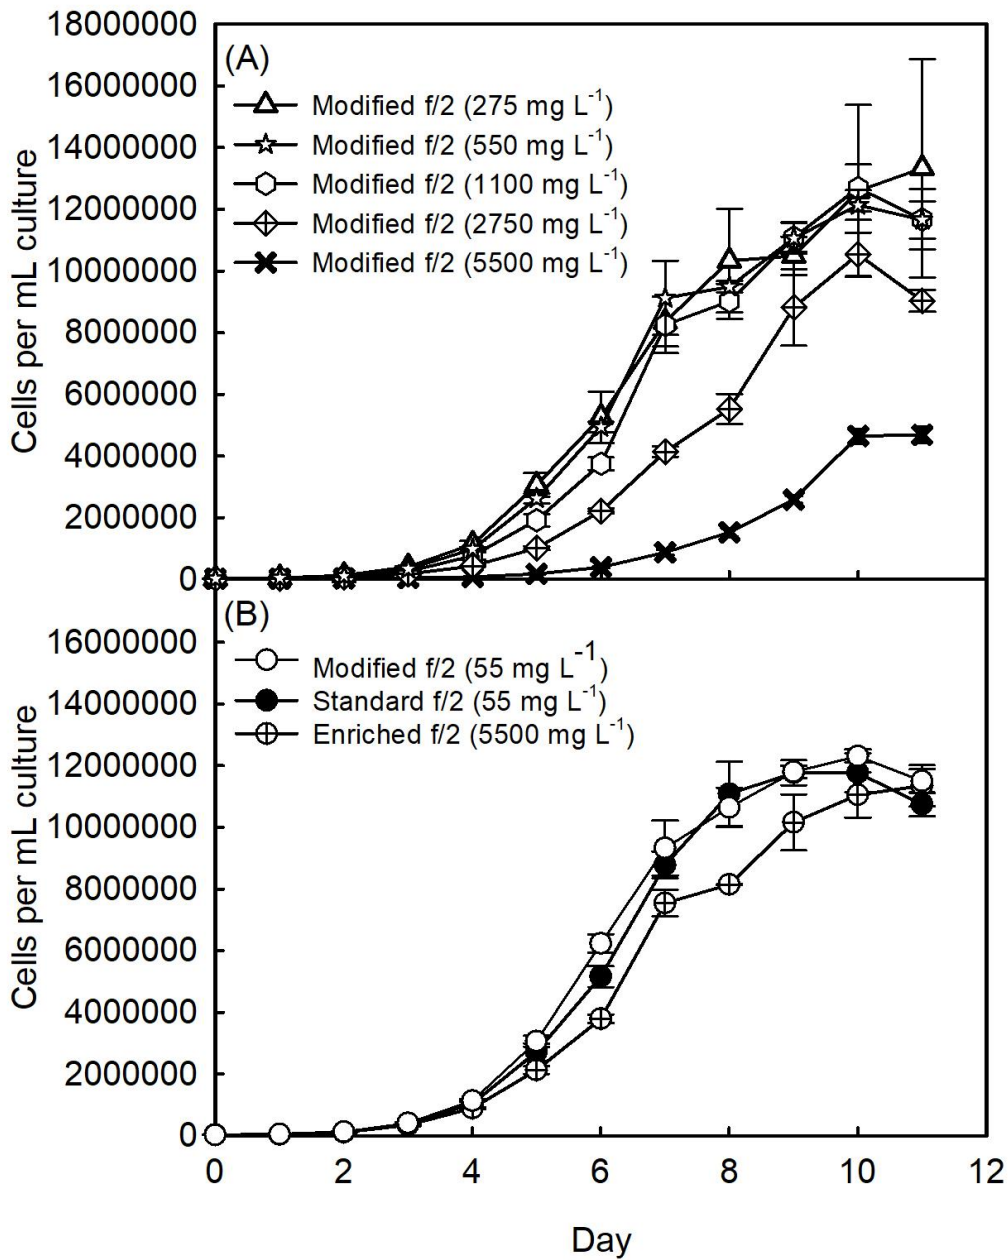 18000000
(A)
16000000
Modified f/2 (275 mg L⁻¹)
14000000
Modified f/2 (550 mg L⁻¹)
Modified f/2 (1100 mg L⁻¹)
12000000
Modified f/2 (2750 mg L⁻¹)
10000000
Modified f/2 (5500 mg L⁻¹)
8000000
6000000
4000000
2000000
0
Cells per mL culture
(B)
16000000
Modified f/2 (55 mg L⁻¹)
14000000
Standard f/2 (55 mg L⁻¹)
Enriched f/2 (5500 mg L⁻¹)
12000000
10000000
8000000
6000000
4000000
2000000
0
Cells per mL culture
0 2 4 6 8 10 12
Day